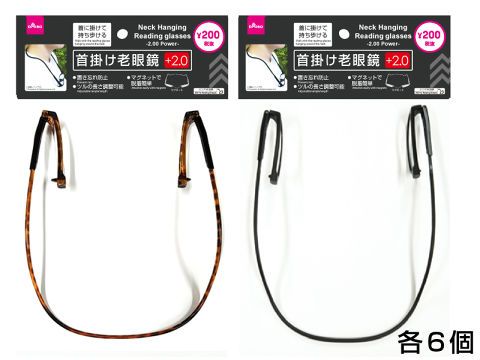 DAISO
首に掛けて
持ち歩ける
Neck Hanging
Reading glasses
-2.00 Power-
¥200
税抜
首掛け老眼鏡 +2.0
●置き忘れ防止
●マグネットで
脱着簡単
●ツルの長さ調整可能
DAISO
首に掛けて
持ち歩ける
Neck Hanging
Reading glasses
-2.00 Power-
¥200
税抜
首掛け老眼鏡 +2.0
●置き忘れ防止
●マグネットで
脱着簡単
●ツルの長さ調整可能
各6個